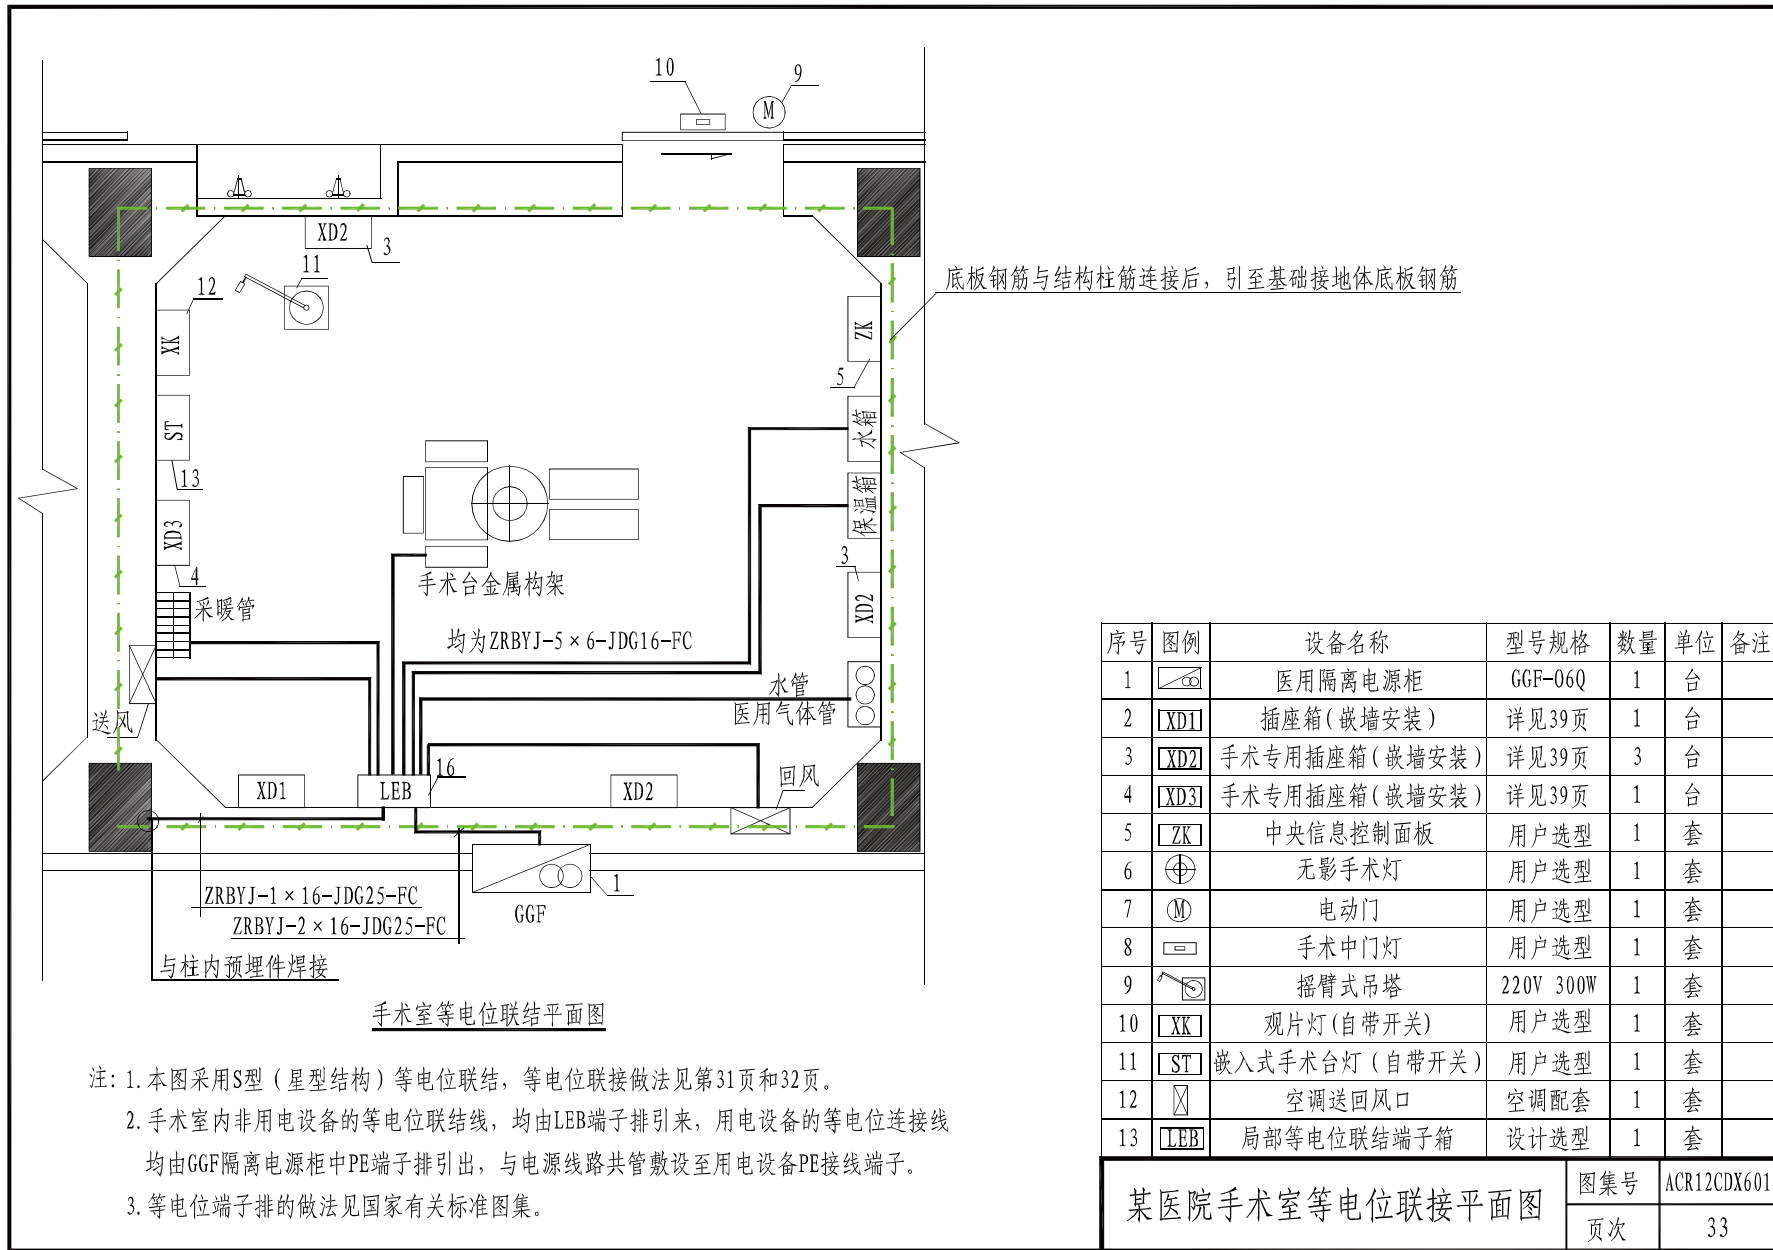 10
9
XD2
3
11
12
底板钢筋与结构柱筋连接后，引至基础接地体底板钢筋
XK
ZK
5
ST
水箱
13
保温箱
XD3
3
4
手术台金属构架
XD2
采暖管
均为ZRBYJ-5×6-JDG16-FC
水管
送风
医用气体管
16
回风
XD1
LEB
XD2
ZRBYJ-1×16-JDG25-FC
1
GGF
ZRBYJ-2×16-JDG25-FC
与柱内预埋件焊接
手术室等电位联结平面图
注: 1.本图采用S型（星型结构）等电位联结，等电位联接做法见第31页和32页。
2.手术室内非用电设备的等电位联结线，均由LEB端子排引来，用电设备的等电位连接线
均由GGF隔离电源柜中PE端子排引出，与电源线路共管敷设至用电设备PE接线端子。
3.等电位端子排的做法见国家有关标准图集。
序号 图例 设备名称 型号规格 数量 单位 备注
1 医用隔离电源柜 GGF-06Q 1 台
2 XD1 插座箱(嵌墙安装) 详见39页 1 台
3 XD2 手术专用插座箱(嵌墙安装) 详见39页 3 台
4 XD3 手术专用插座箱(嵌墙安装) 详见39页 1 台
5 ZK 中央信息控制面板 用户选型 1 套
6 无影手术灯 用户选型 1 套
7 M 电动门 用户选型 1 套
8 手术中门灯 用户选型 1 套
9 摇臂式吊塔 220V 300W 1 套
10 XK 观片灯(自带开关) 用户选型 1 套
11 ST 嵌入式手术台灯(自带开关) 用户选型 1 套
12 空调送回风口 空调配套 1 套
13 LEB 局部等电位联结端子箱 设计选型 1 套
某医院手术室等电位联接平面图
图集号 ACR12CDX601
页次 33
M